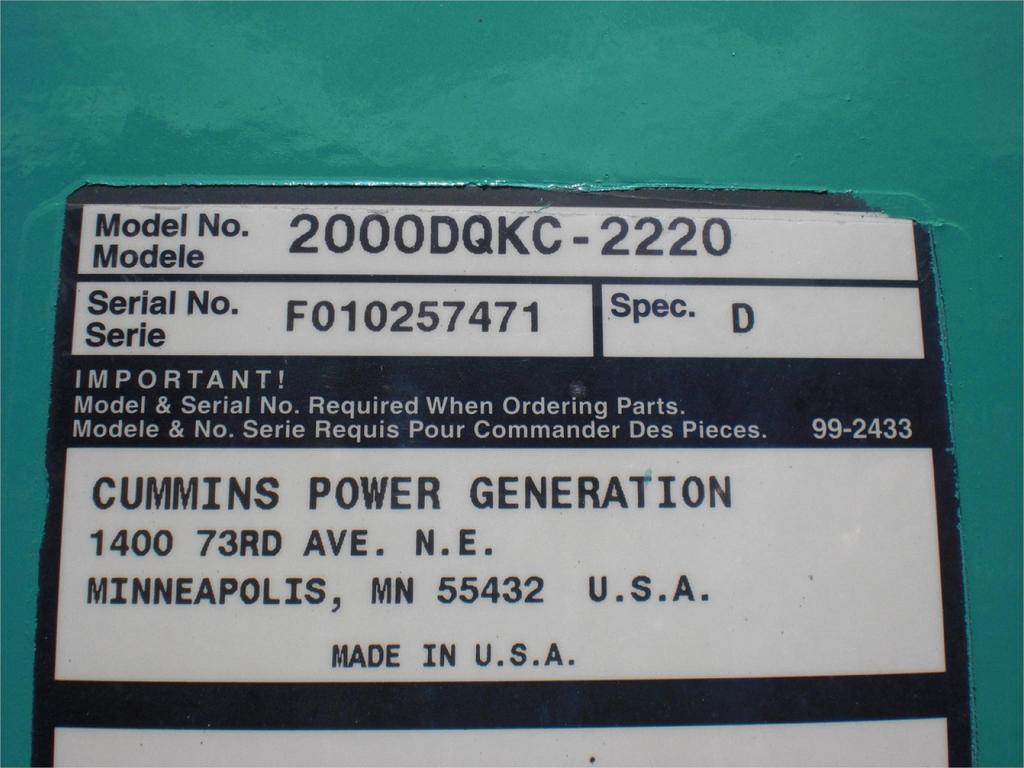 Model No. 2000DQKC-2220
Modele
Serial No. F010257471 Spec. D
Serie
IMPORTANT!
Model & Serial No. Required When Ordering Parts.
Modele & No. Serie Requis Pour Commander Des Pieces. 99-2433
CUMMINS POWER GENERATION
1400 73RD AVE. N.E.
MINNEAPOLIS, MN 55432 U.S.A.
MADE IN U.S.A.